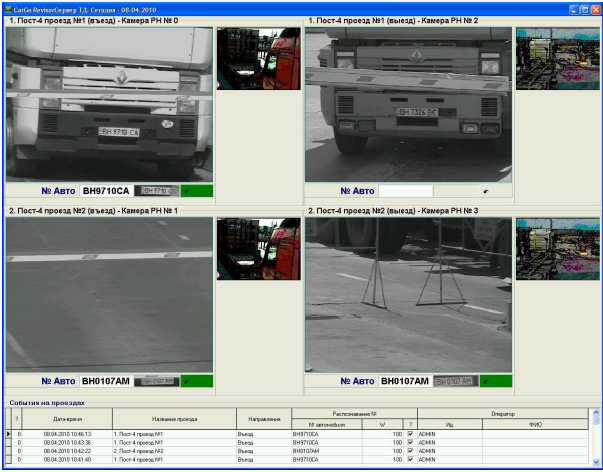 CarGo RevisorСервер ТД. Сегодня - 08.04.2010
1. Пост-4 проезд №1 (въезд) - Камера PH № 0
1. Пост-4 проезд №1 (выезд) - Камера PH № 2
BH 9710 CA
BH 7326 BC
№ Авто BH9710CA BH 9710 C
№ Авто
2. Пост-4 проезд №2 (въезд) - Камера PH № 1
2. Пост-4 проезд №2 (выезд) - Камера PH № 3
№ Авто BH0107AM BH 0107 AM
№ Авто BH0107AM BH 0107 AM
События на проездах
? Дата-время Название проезда Направление Распознавание № Оператор
№ автомобиля W ? Ид. ФИО
0 08.04.2010 10:46:13 1. Пост-4 проезд №1 Въезд BH9710CA 100 ADMIN
0 08.04.2010 10:43:36 1. Пост-4 проезд №1 Въезд BH9710CA 100 ADMIN
0 08.04.2010 10:42:22 2. Пост-4 проезд №2 Въезд BH0107AM 100 ADMIN
0 08.04.2010 10:41:40 1. Пост-4 проезд №1 Въезд BH9710CA 100 ADMIN